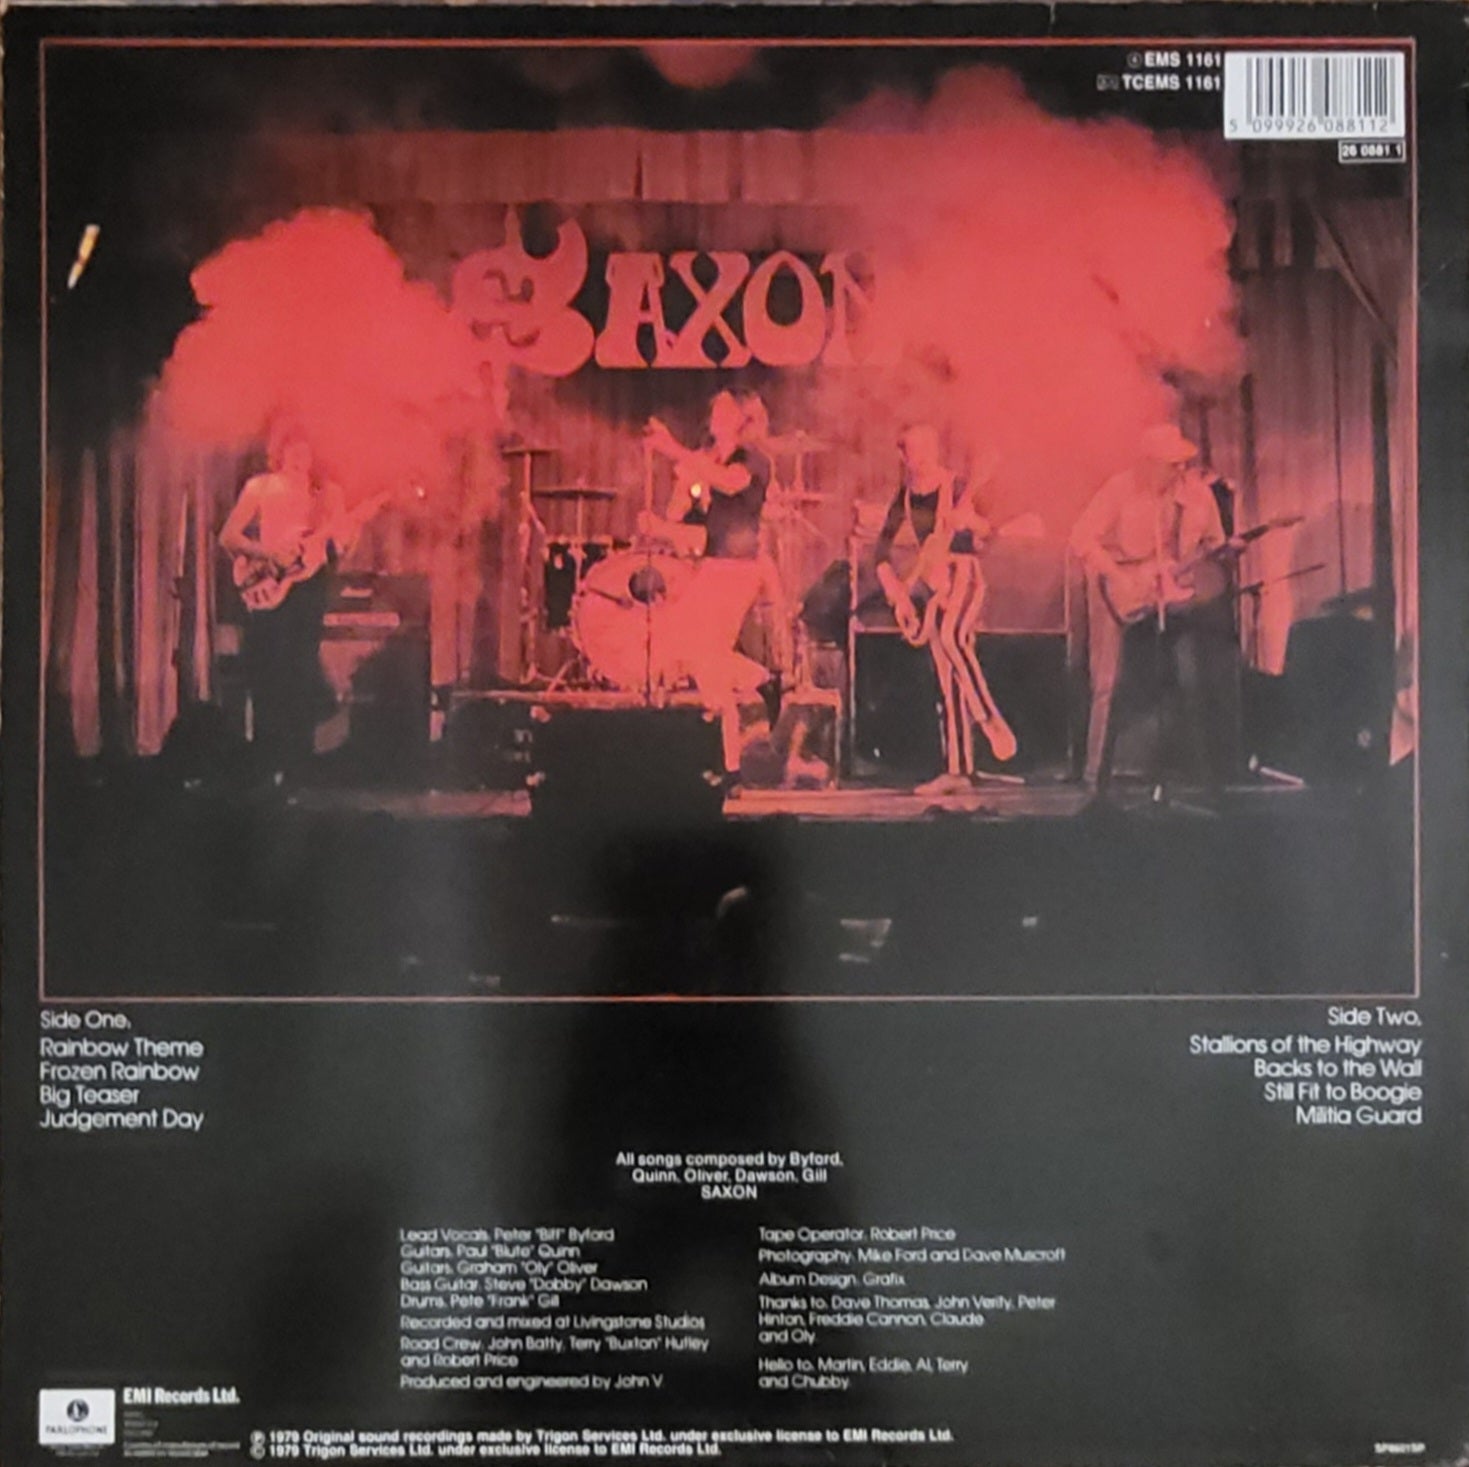 EMS 1161
TCEMS 1161
5 099926 088112
26 0881 1
SAXON
Side One.
Rainbow Theme
Frozen Rainbow
Big Teaser
Judgement Day
Side Two.
Stallions of the Highway
Backs to the Wall
Still Fit to Boogie
Militia Guard
All songs composed by Byford,
Quinn, Oliver, Dawson, Gill
SAXON
Lead Vocals, Peter "Biff" Byford
Guitars, Paul "Blute" Quinn
Guitars, Graham "Oly" Oliver
Bass Guitar, Steve "Dobby" Dawson
Drums, Pete "Frank" Gill
Recorded and mixed at Livingstone Studios
Road Crew, John Batty, Terry "Buxton" Hutley
and Robert Price
Produced and engineered by John V.
Tape Operator, Robert Price
Photography, Mike Ford and Dave Muscroft
Album Design, Grafix
Thanks to, Dave Thomas, John Verity, Peter
Hinton, Freddie Cannon, Claude
and Oly.
Hello to, Martin, Eddie, Al, Terry
and Chubby.
PARLOPHONE
EMI Records Ltd.
℗ 1979 Original sound recordings made by Trigon Services Ltd. under exclusive license to EMI Records Ltd.
© 1979 Trigon Services Ltd. under exclusive license to EMI Records Ltd.